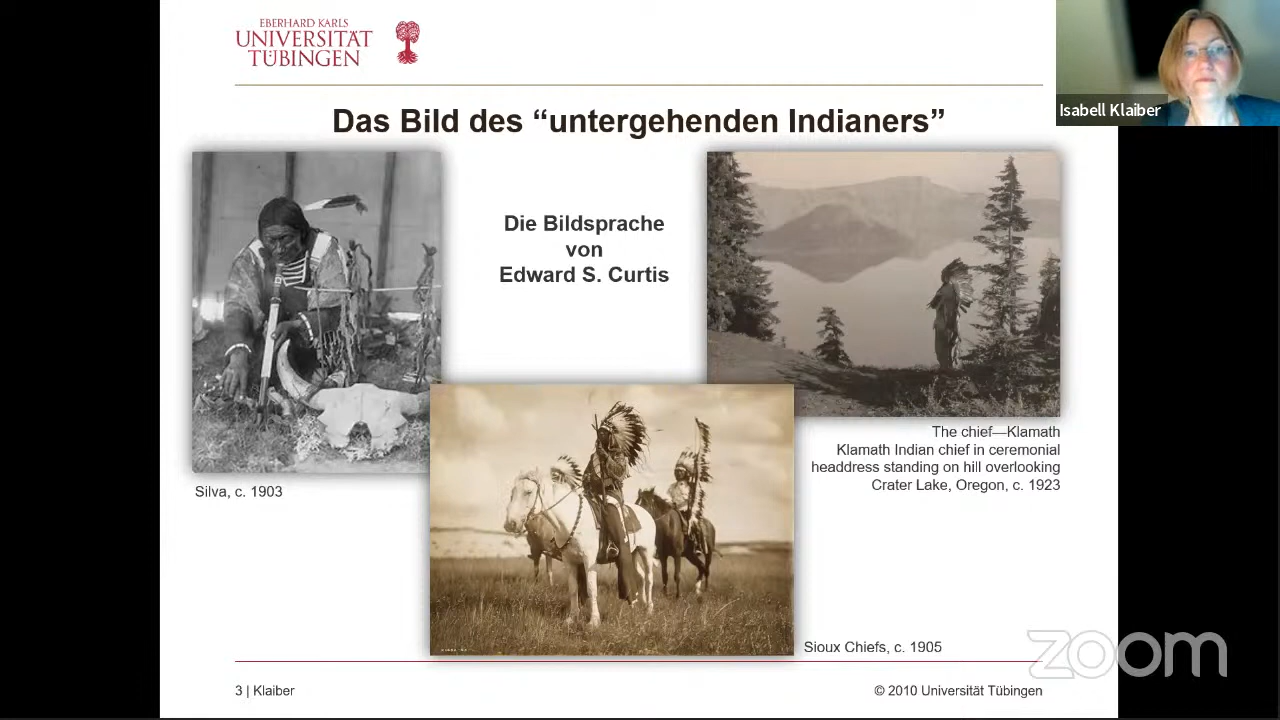 EBERHARD KARLS
UNIVERSITÄT
TÜBINGEN
Isabell Klaiber
Das Bild des “untergehenden Indianers”
Die Bildsprache
von
Edward S. Curtis
The chief—Klamath
Klamath Indian chief in ceremonial
headdress standing on hill overlooking
Crater Lake, Oregon, c. 1923
Silva, c. 1903
Sioux Chiefs, c. 1905
zoom
3 | Klaiber
© 2010 Universität Tübingen